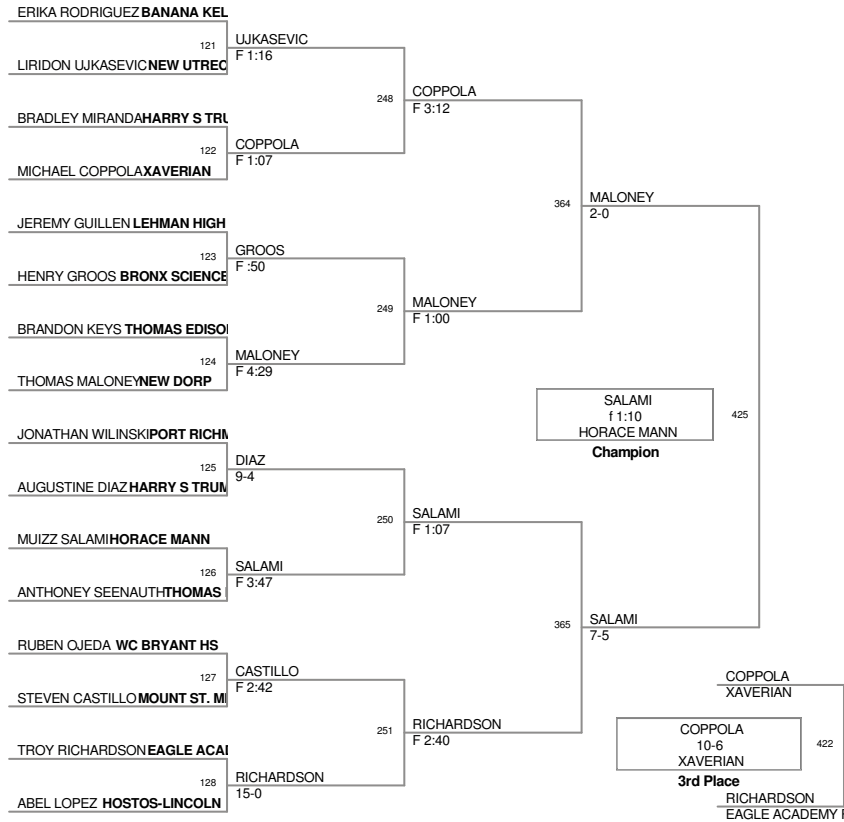 ERIKA RODRIGUEZ BANANA KEL
121
UJKASEVIC
F 1:16
LIRIDON UJKASEVIC NEW UTREC
248
COPPOLA
F 3:12
BRADLEY MIRANDA HARRY S TRU
122
COPPOLA
F 1:07
MICHAEL COPPOLA XAVERIAN
364
MALONEY
2-0
JEREMY GUILLEN LEHMAN HIGH
123
GROOS
F :50
HENRY GROOS BRONX SCIENCE
249
MALONEY
F 1:00
BRANDON KEYS THOMAS EDISO
124
MALONEY
F 4:29
THOMAS MALONEY NEW DORP
SALAMI
f 1:10
HORACE MANN
Champion
425
JONATHAN WILINSKI PORT RICHM
125
DIAZ
9-4
AUGUSTINE DIAZ HARRY S TRUM
250
SALAMI
F 1:07
MUIZZ SALAMI HORACE MANN
126
SALAMI
F 3:47
ANTHONEY SEENAUTH THOMAS
365
SALAMI
7-5
RUBEN OJEDA WC BRYANT HS
127
CASTILLO
F 2:42
STEVEN CASTILLO MOUNT ST. MI
251
RICHARDSON
F 2:40
TROY RICHARDSON EAGLE ACAD
128
RICHARDSON
15-0
ABEL LOPEZ HOSTOS-LINCOLN
COPPOLA
XAVERIAN
COPPOLA
10-6
XAVERIAN
3rd Place
422
RICHARDSON
EAGLE ACADEMY F